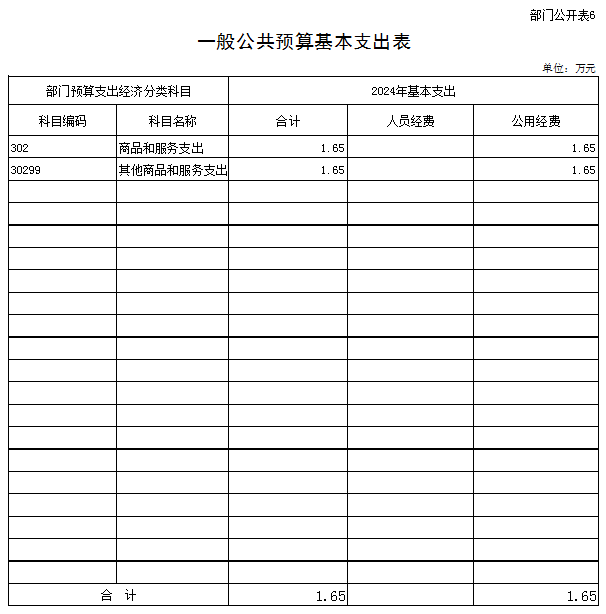 部门公开表6
一般公共预算基本支出表
单位：万元
部门预算支出经济分类科目 2024年基本支出
科目编码 科目名称 合计 人员经费 公用经费
302 商品和服务支出 1.65 1.65
30299 其他商品和服务支出 1.65 1.65
合 计 1.65 1.65